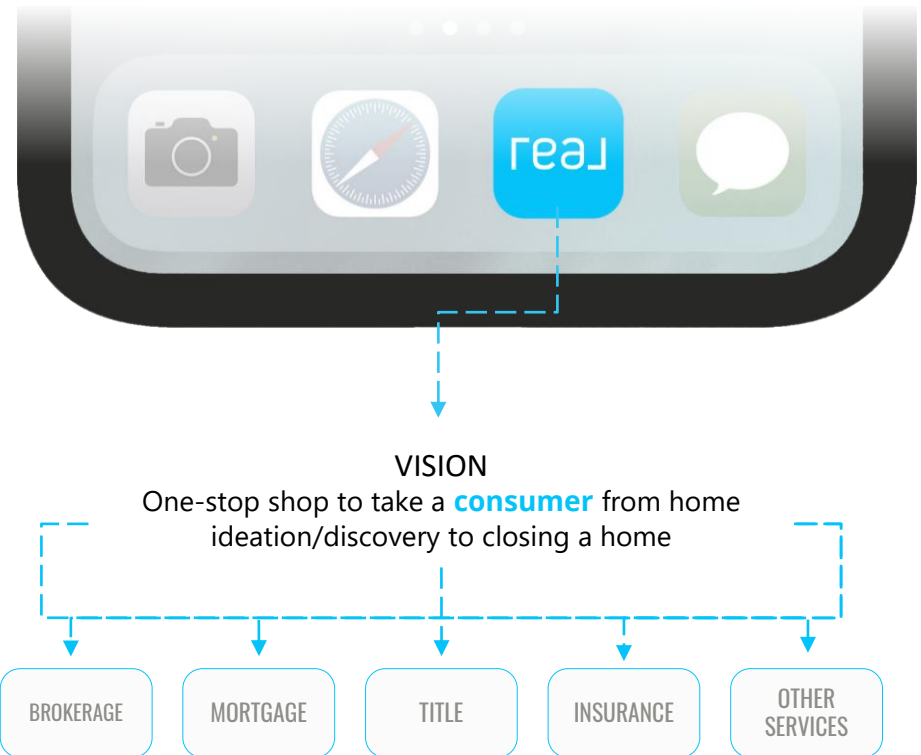 real
VISION
One-stop shop to take a consumer from home
ideation/discovery to closing a home
BROKERAGE
MORTGAGE
TITLE
INSURANCE
OTHER
SERVICES